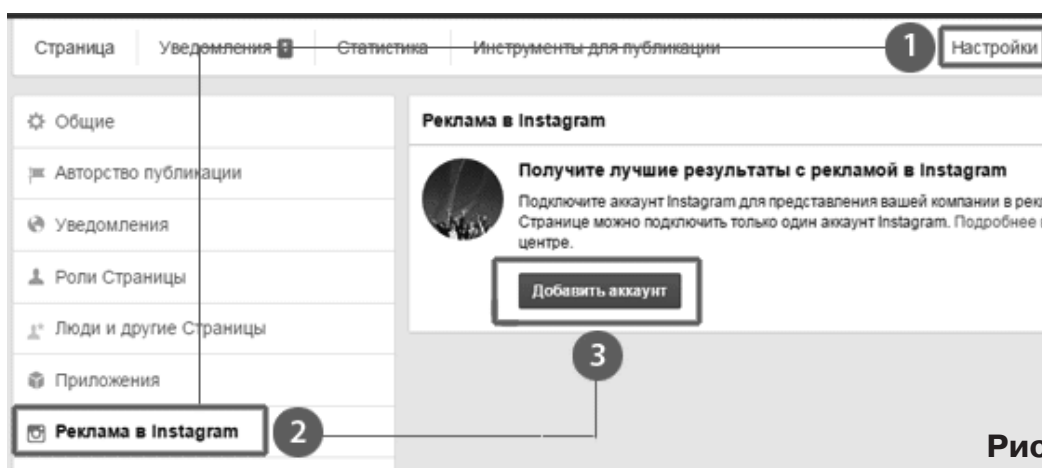 Страница Уведомления Статистика Инструменты для публикации 1 Настройки
Общие
Авторство публикации
Уведомления
Роли Страницы
Люди и другие Страницы
Приложения
Реклама в Instagram 2
Реклама в Instagram
Получите лучшие результаты с рекламой в Instagram
Подключите аккаунт Instagram для представления вашей компании в рек
Странице можно подключить только один аккаунт Instagram. Подробнее
центре.
Добавить аккаунт
3
Рис